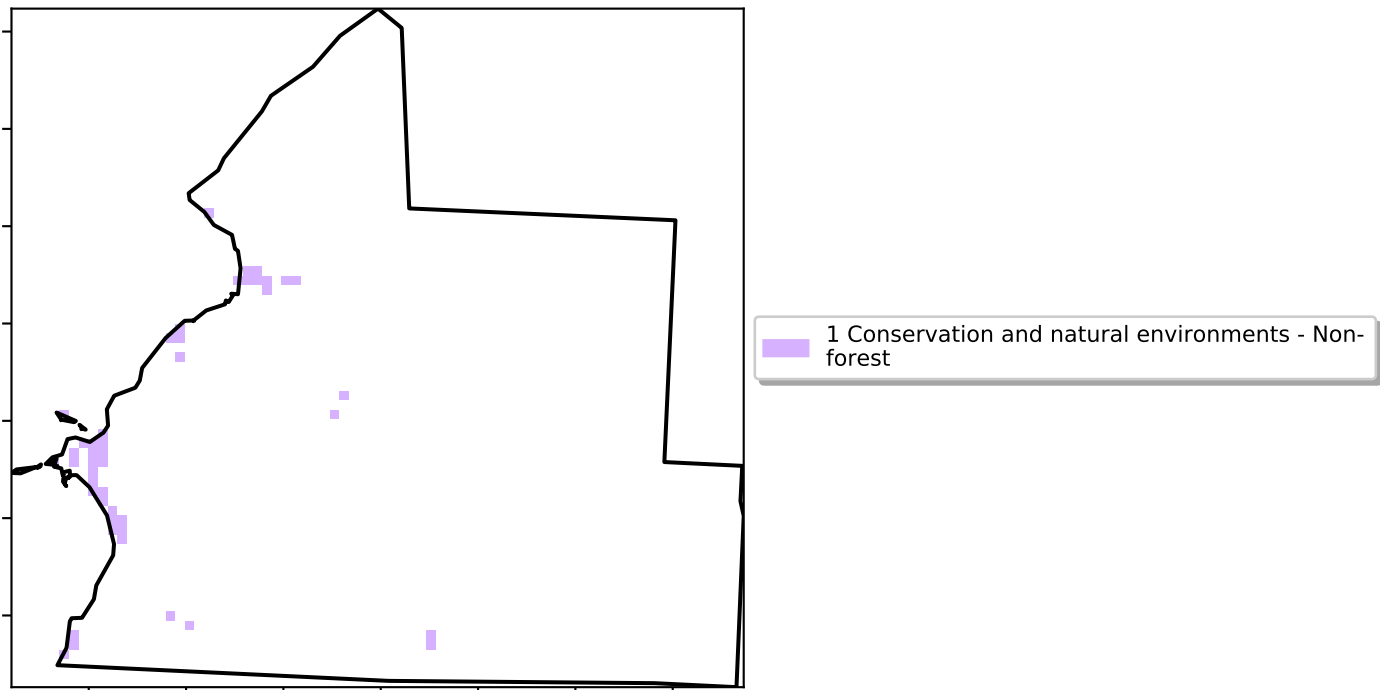 1 Conservation and natural environments - Non-
forest